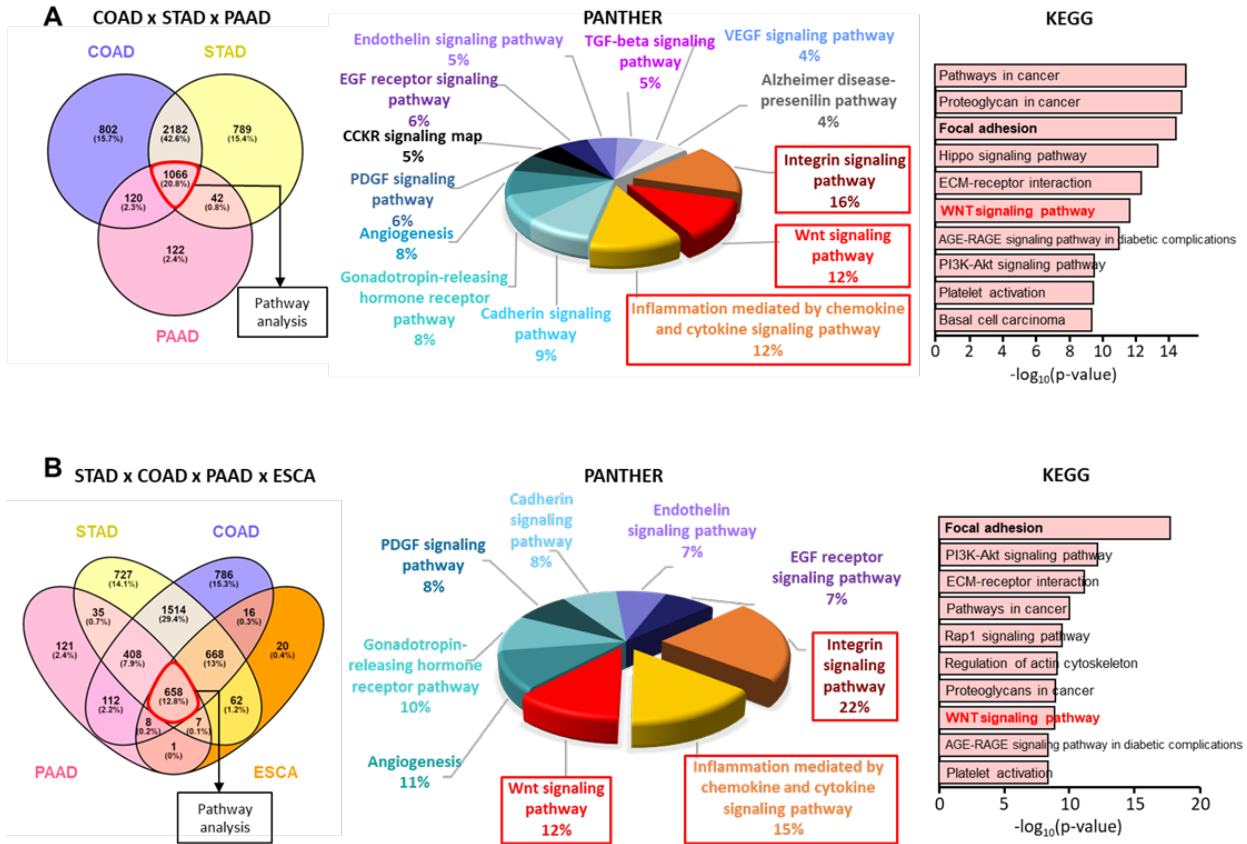 A
COAD x STAD x PAAD
COAD
STAD
802
(15.7%)
2182
(42.6%)
789
(15.4%)
1066
(20.8%)
120
(2.3%)
42
(0.8%)
122
(2.4%)
PAAD
Pathway
analysis
PANTHER
Endothelin signaling pathway
5%
TGF-beta signaling
pathway
5%
VEGF signaling pathway
4%
EGF receptor signaling
pathway
6%
Alzheimer disease-
presenilin pathway
4%
CCKR signaling map
5%
Integrin signaling
pathway
16%
PDGF signaling
pathway
6%
Angiogenesis
8%
Wnt signaling
pathway
12%
Gonadotropin-releasing
hormone receptor
pathway
8%
Cadherin signaling
pathway
9%
Inflammation mediated by chemokine
and cytokine signaling pathway
12%
KEGG
Pathways in cancer
Proteoglycan in cancer
Focal adhesion
Hippo signaling pathway
ECM-receptor interaction
WNT signaling pathway
AGE-RAGE signaling pathway in diabetic complications
PI3K-Akt signaling pathway
Platelet activation
Basal cell carcinoma
0 2 4 6 8 10 12 14
-log10(p-value)
B
STAD x COAD x PAAD x ESCA
STAD
COAD
727
(14.1%)
786
(15.3%)
35
(0.7%)
1514
(29.4%)
16
(0.3%)
121
(2.4%)
20
(0.4%)
408
(7.9%)
668
(13%)
658
(12.8%)
112
(2.2%)
62
(1.2%)
8
(0.2%)
7
(0.1%)
1
(0%)
PAAD
ESCA
Pathway
analysis
PANTHER
Cadherin
signaling
pathway
8%
Endothelin
signaling pathway
7%
PDGF signaling
pathway
8%
EGF receptor
signaling pathway
7%
Gonadotropin-
releasing hormone
receptor pathway
10%
Integrin
signaling
pathway
22%
Angiogenesis
11%
Wnt signaling
pathway
12%
Inflammation mediated by
chemokine and cytokine
signaling pathway
15%
KEGG
Focal adhesion
PI3K-Akt signaling pathway
ECM-receptor interaction
Pathways in cancer
Rap1 signaling pathway
Regulation of actin cytoskeleton
Proteoglycans in cancer
WNT signaling pathway
AGE-RAGE signaling pathway in diabetic complications
Platelet activation
0 5 10 15 20
-log10(p-value)